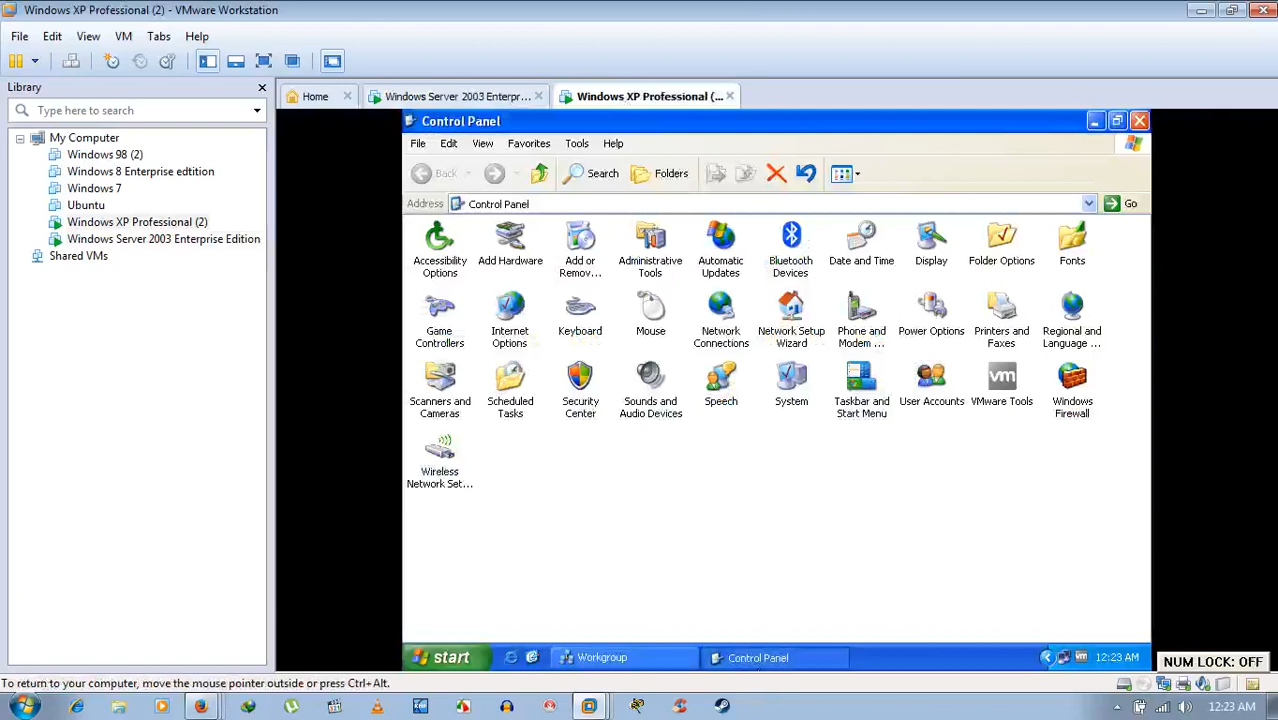 Windows XP Professional (2) - VMware Workstation
File Edit View VM Tabs Help
Library
Type here to search
My Computer
Windows 98 (2)
Windows 8 Enterprise edtition
Windows 7
Ubuntu
Windows XP Professional (2)
Windows Server 2003 Enterprise Edition
Shared VMs
Home Windows Server 2003 Enterpr... Windows XP Professional (...
Control Panel
File Edit View Favorites Tools Help
Back Search Folders
Address Control Panel Go
Accessibility Options
Add Hardware
Add or Remov...
Administrative Tools
Automatic Updates
Bluetooth Devices
Date and Time
Display
Folder Options
Fonts
Game Controllers
Internet Options
Keyboard
Mouse
Network Connections
Network Setup Wizard
Phone and Modem ...
Power Options
Printers and Faxes
Regional and Language ...
Scanners and Cameras
Scheduled Tasks
Security Center
Sounds and Audio Devices
Speech
System
Taskbar and Start Menu
User Accounts
vm
VMware Tools
Windows Firewall
Wireless Network Set...
start Workgroup Control Panel vm 12:23 AM
NUM LOCK: OFF
To return to your computer, move the mouse pointer outside or press Ctrl+Alt.
12:23 AM